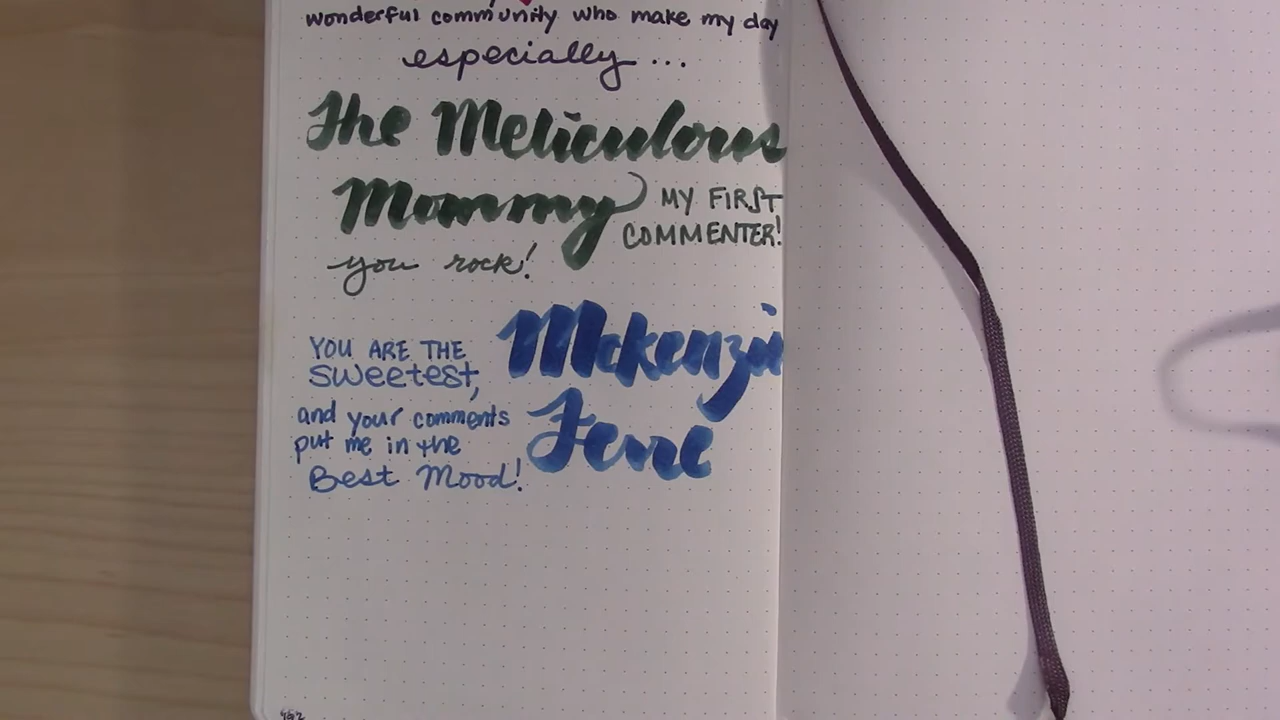 wonderful community who make my day
especially...
The Meticulous
Mommy MY FIRST
COMMENTER!
you rock!
Mckenzie
YOU ARE THE
sweetest,
Fene
and your comments
put me in the
Best Mood!